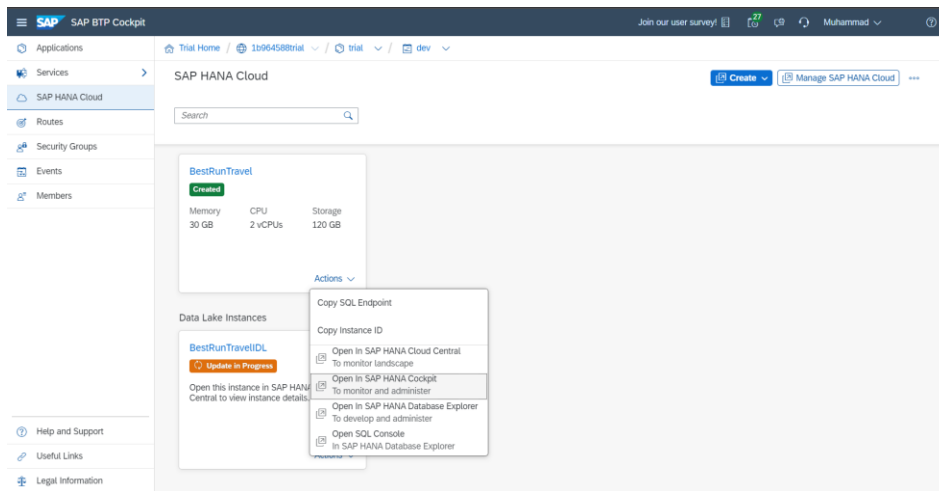 SAP SAP BTP Cockpit
Join our user survey! 27 Muhammad
Applications
Services
SAP HANA Cloud
Routes
Security Groups
Events
Members
Help and Support
Useful Links
Legal Information
Trial Home / 1b964588trial / trial / dev
SAP HANA Cloud
Create Manage SAP HANA Cloud
Search
BestRunTravel
Created
Memory CPU Storage
30 GB 2 vCPUs 120 GB
Actions
Copy SQL Endpoint
Copy Instance ID
Open In SAP HANA Cloud Central
To monitor landscape
Open In SAP HANA Cockpit
To monitor and administer
Open In SAP HANA Database Explorer
To develop and administer
Open SQL Console
In SAP HANA Database Explorer
Data Lake Instances
BestRunTravelIDL
Update in Progress
Open this instance in SAP HANA
Central to view instance details.
Actions